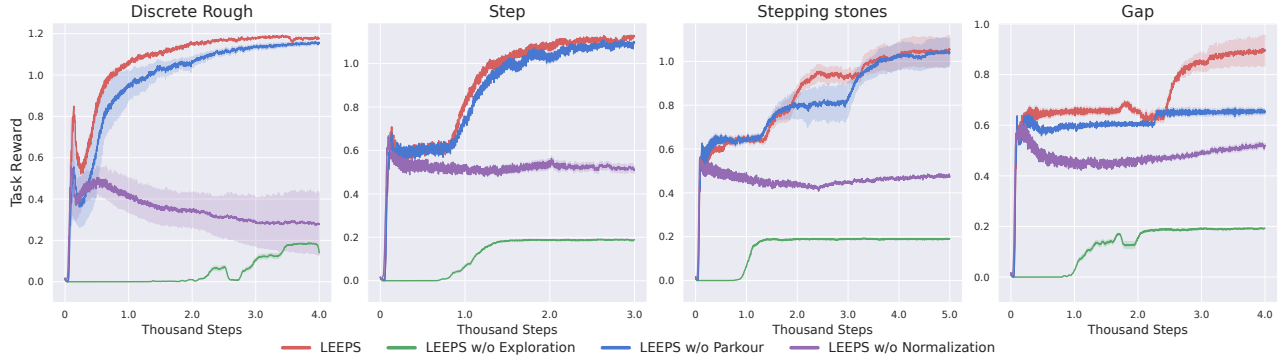 Discrete Rough
Step
Stepping stones
Gap
Task Reward
1.2
1.0
0.8
0.6
0.4
0.2
0.0
0 1.0 2.0 3.0 4.0
Thousand Steps
1.0
0.8
0.6
0.4
0.2
0.0
0 1.0 2.0 3.0
Thousand Steps
1.0
0.8
0.6
0.4
0.2
0.0
0 1.0 2.0 3.0 4.0 5.0
Thousand Steps
1.0
0.8
0.6
0.4
0.2
0.0
0 1.0 2.0 3.0 4.0
Thousand Steps
LEEPS LEEPS w/o Exploration LEEPS w/o Parkour LEEPS w/o Normalization